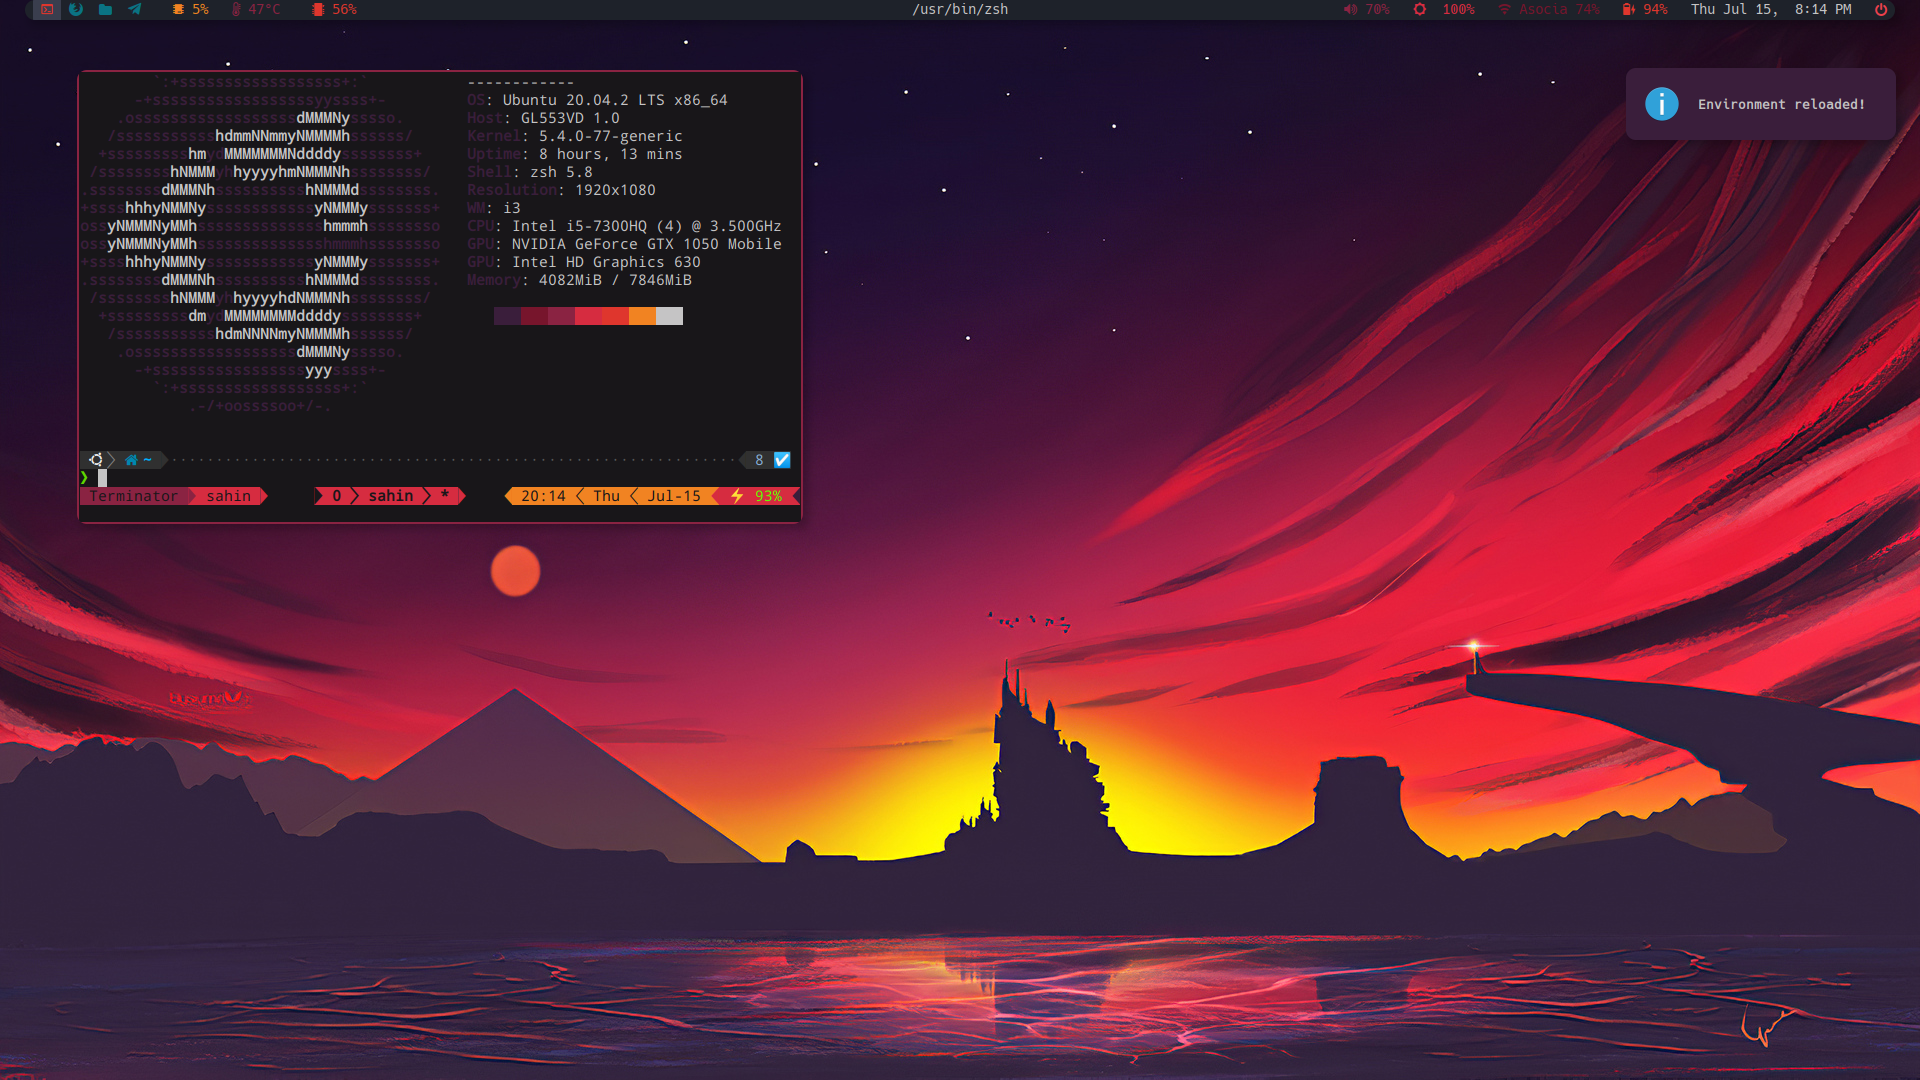 5% 47°C 56% /usr/bin/zsh 70% 100% Asocia 74% 94% Thu Jul 15, 8:14 PM
Environment reloaded!
------------
OS: Ubuntu 20.04.2 LTS x86_64
Host: GL553VD 1.0
Kernel: 5.4.0-77-generic
Uptime: 8 hours, 13 mins
Shell: zsh 5.8
Resolution: 1920x1080
WM: i3
CPU: Intel i5-7300HQ (4) @ 3.500GHz
GPU: NVIDIA GeForce GTX 1050 Mobile
GPU: Intel HD Graphics 630
Memory: 4082MiB / 7846MiB
~ 8
❯
Terminator sahin 0 sahin * 20:14 Thu Jul-15 93%